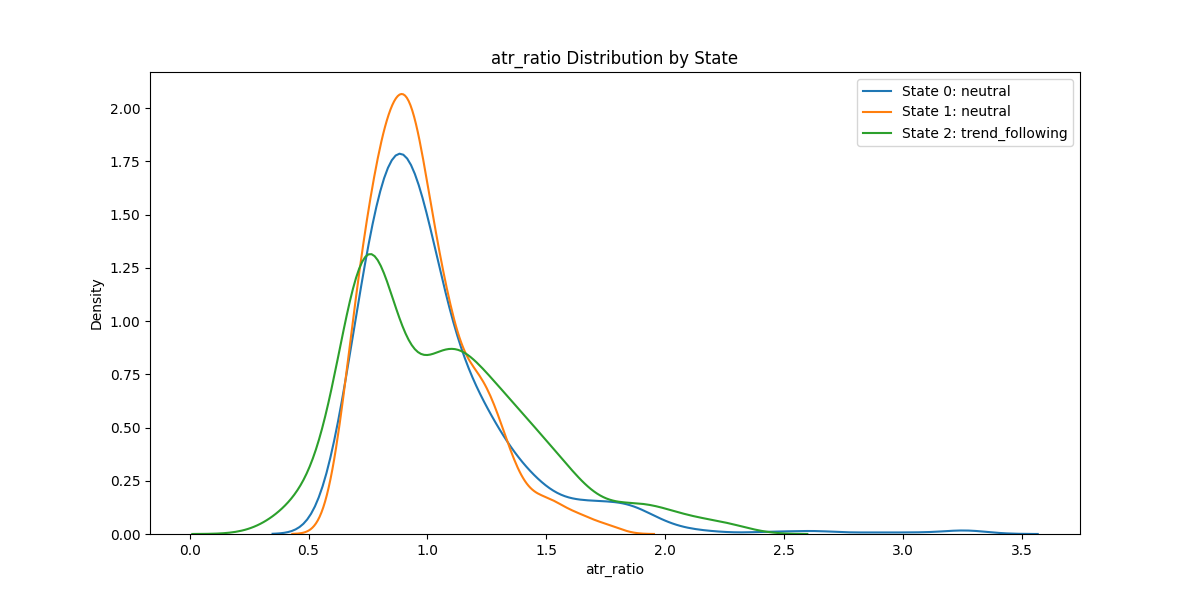 atr_ratio Distribution by State
State 0: neutral
State 1: neutral
State 2: trend_following
Density
2.00
1.75
1.50
1.25
1.00
0.75
0.50
0.25
0.00
0.0 0.5 1.0 1.5 2.0 2.5 3.0 3.5
atr_ratio